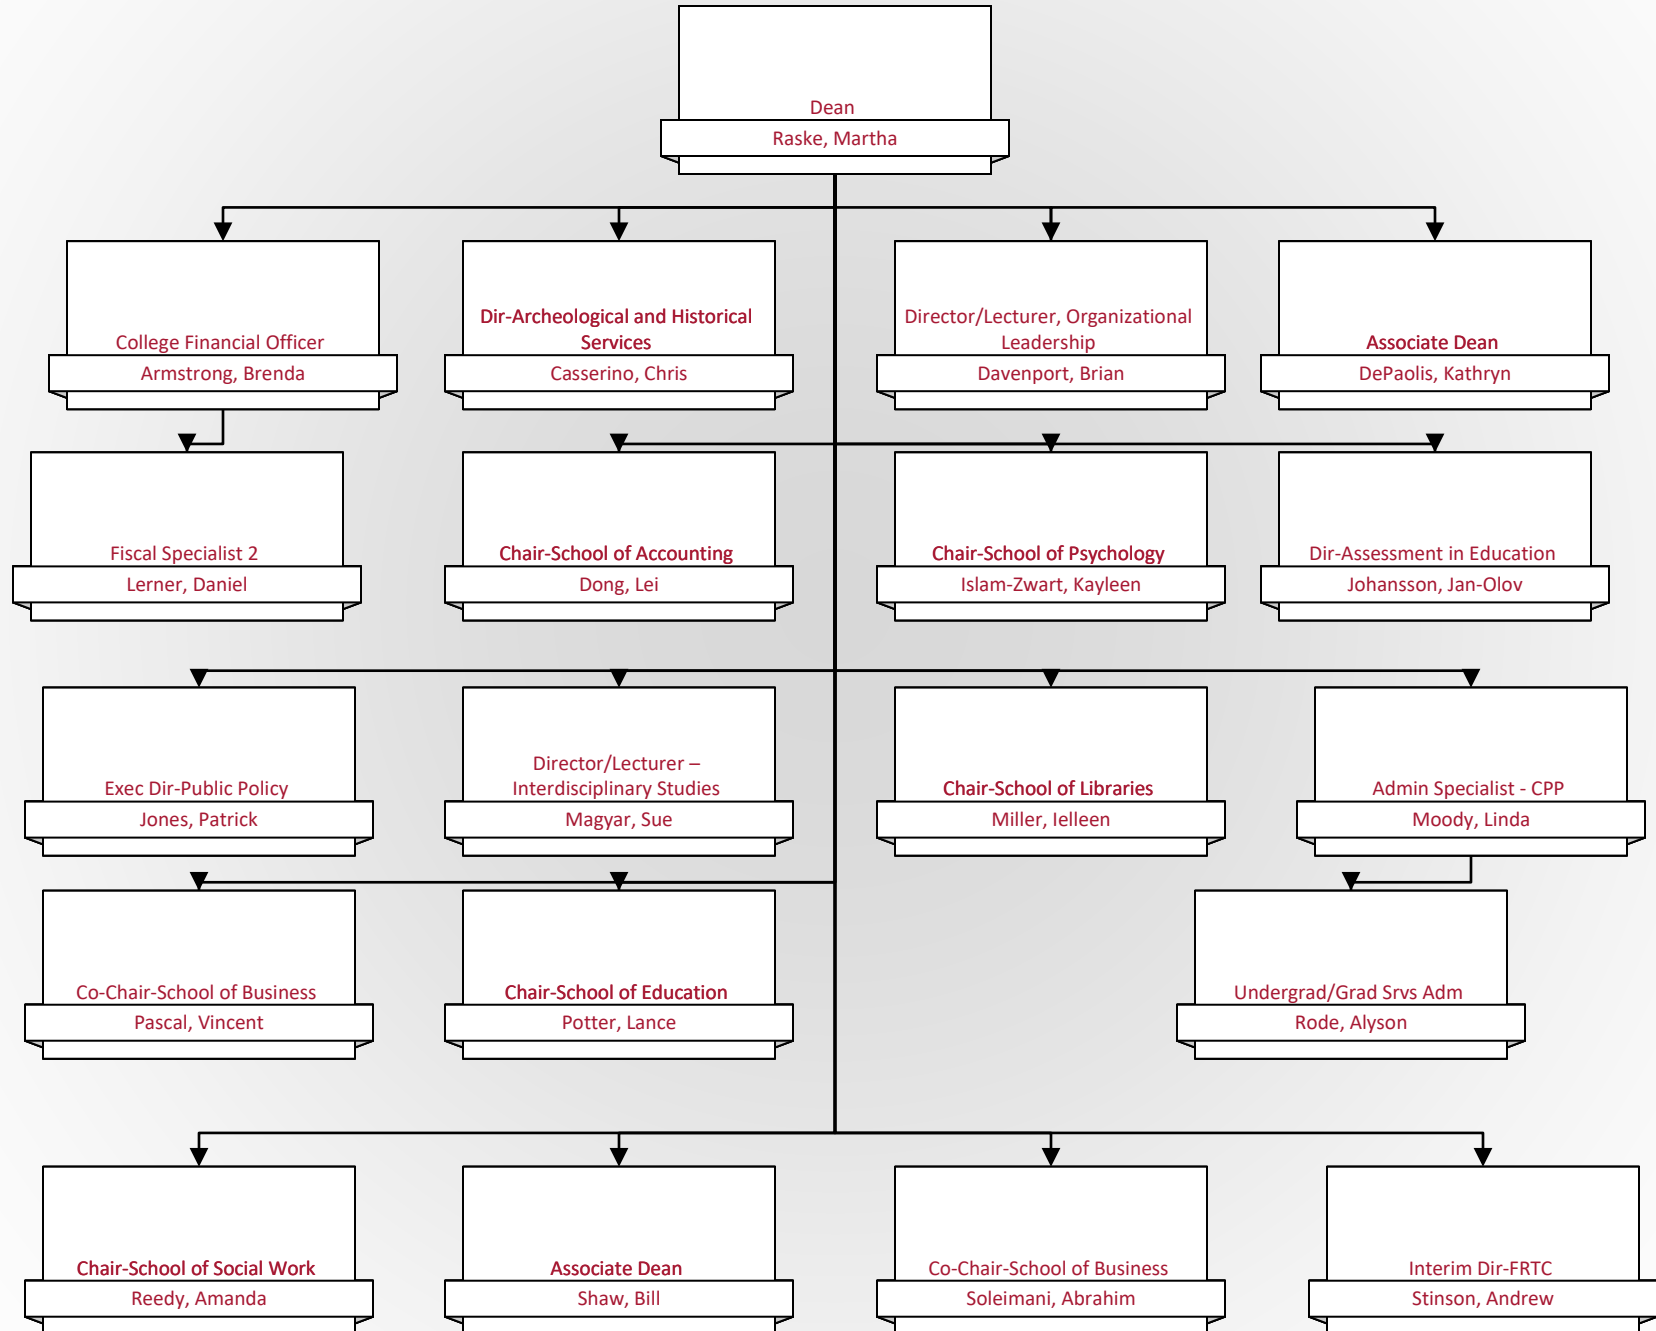 Dean
Raske, Martha
College Financial Officer
Armstrong, Brenda
Dir-Archeological and Historical
Services
Casserino, Chris
Director/Lecturer, Organizational
Leadership
Davenport, Brian
Associate Dean
DePaolis, Kathryn
Fiscal Specialist 2
Lerner, Daniel
Chair-School of Accounting
Dong, Lei
Chair-School of Psychology
Islam-Zwart, Kayleen
Dir-Assessment in Education
Johansson, Jan-Olov
Exec Dir-Public Policy
Jones, Patrick
Director/Lecturer –
Interdisciplinary Studies
Magyar, Sue
Chair-School of Libraries
Miller, Ielleen
Admin Specialist - CPP
Moody, Linda
Co-Chair-School of Business
Pascal, Vincent
Chair-School of Education
Potter, Lance
Undergrad/Grad Srvs Adm
Rode, Alyson
Chair-School of Social Work
Reedy, Amanda
Associate Dean
Shaw, Bill
Co-Chair-School of Business
Soleimani, Abrahim
Interim Dir-FRTC
Stinson, Andrew